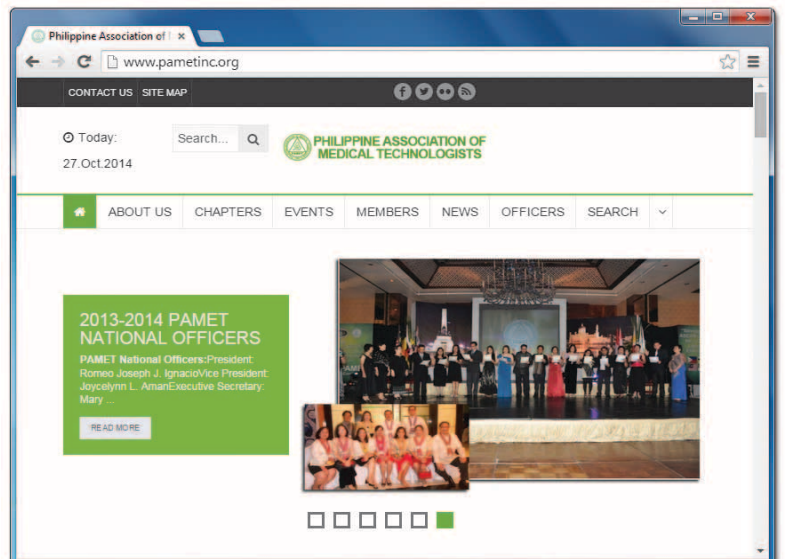 Philippine Association of
www.pametinc.org
CONTACT US SITE MAP
Today:
27.Oct.2014
Search...
PHILIPPINE ASSOCIATION OF
MEDICAL TECHNOLOGISTS
ABOUT US CHAPTERS EVENTS MEMBERS NEWS OFFICERS SEARCH
2013-2014 PAMET
NATIONAL OFFICERS
PAMET National Officers:President:
Romeo Joseph J. IgnacioVice President:
Joycelynn L. AmanExecutive Secretary:
Mary ...
READ MORE